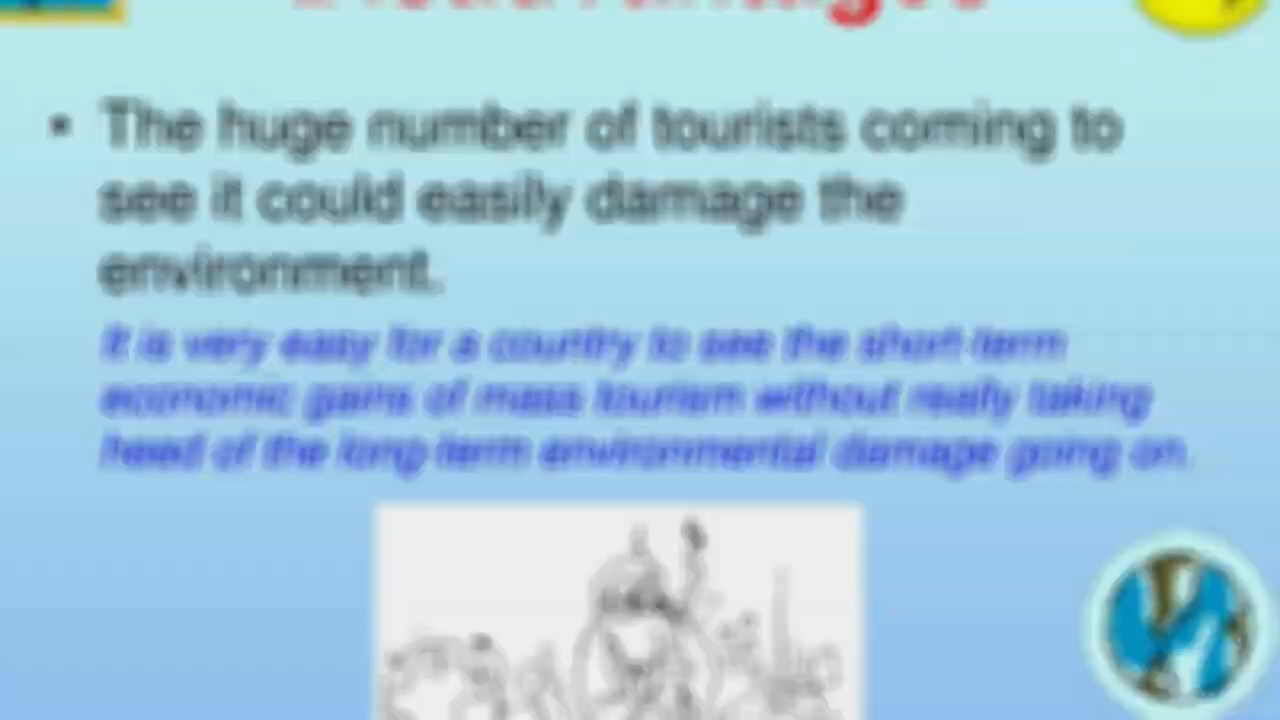 • The huge number of tourists coming to
see it could easily damage the
environment.
It is very easy for a country to see the short-term
economic gains of mass tourism without really taking
heed of the long-term environmental damage going on.